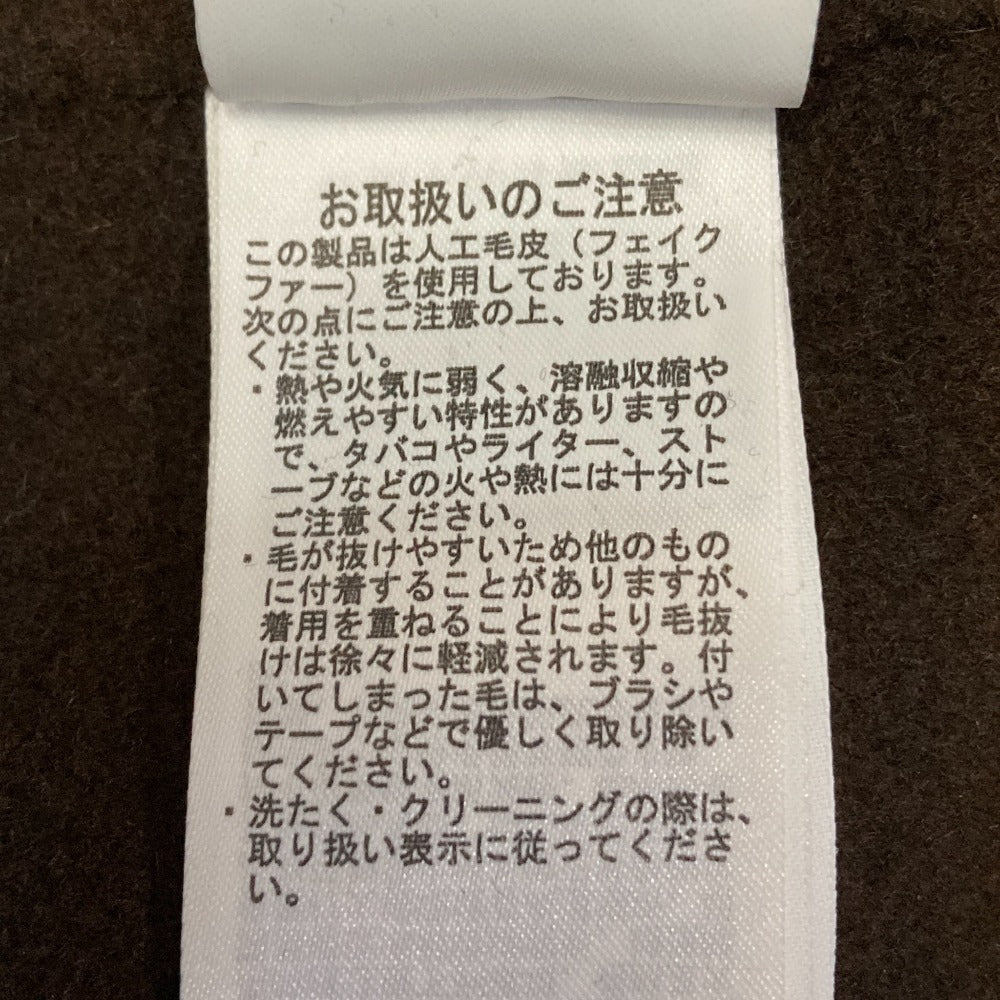 お取扱いのご注意
この製品は人工毛皮（フェイク
ファー）を使用しております。
次の点にご注意の上、お取扱い
ください。
・熱や火気に弱く、溶融収縮や
燃えやすい特性がありますの
で、タバコやライター、スト
ーブなどの火や熱には十分に
ご注意ください。
・毛が抜けやすいため他のもの
に付着することがありますが、
着用を重ねることにより毛抜
けは徐々に軽減されます。付
いてしまった毛は、ブラシや
テープなどで優しく取り除い
てください。
・洗たく・クリーニングの際は、
取り扱い表示に従ってくださ
い。